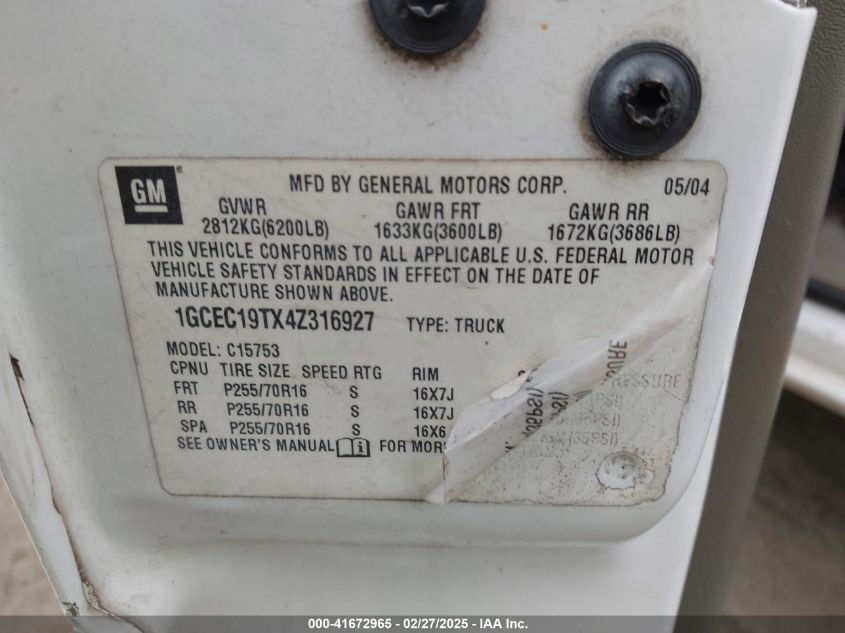 GM
MFD BY GENERAL MOTORS CORP. 05/04
GVWR GAWR FRT GAWR RR
2812KG(6200LB) 1633KG(3600LB) 1672KG(3686LB)
THIS VEHICLE CONFORMS TO ALL APPLICABLE U.S. FEDERAL MOTOR
VEHICLE SAFETY STANDARDS IN EFFECT ON THE DATE OF
MANUFACTURE SHOWN ABOVE.
1GCEC19TX4Z316927 TYPE: TRUCK
MODEL: C15753
CPNU TIRE SIZE SPEED RTG RIM
FRT P255/70R16 S 16X7J
RR P255/70R16 S 16X7J
SPA P255/70R16 S 16X6
SEE OWNER'S MANUAL FOR MOR
000-41672965 - 02/27/2025 - IAA Inc.